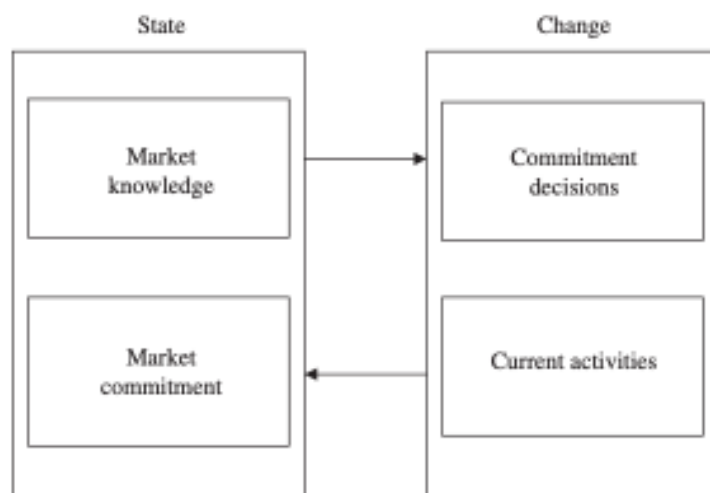 State
Change
Market
knowledge
Commitment
decisions
Market
commitment
Current activities